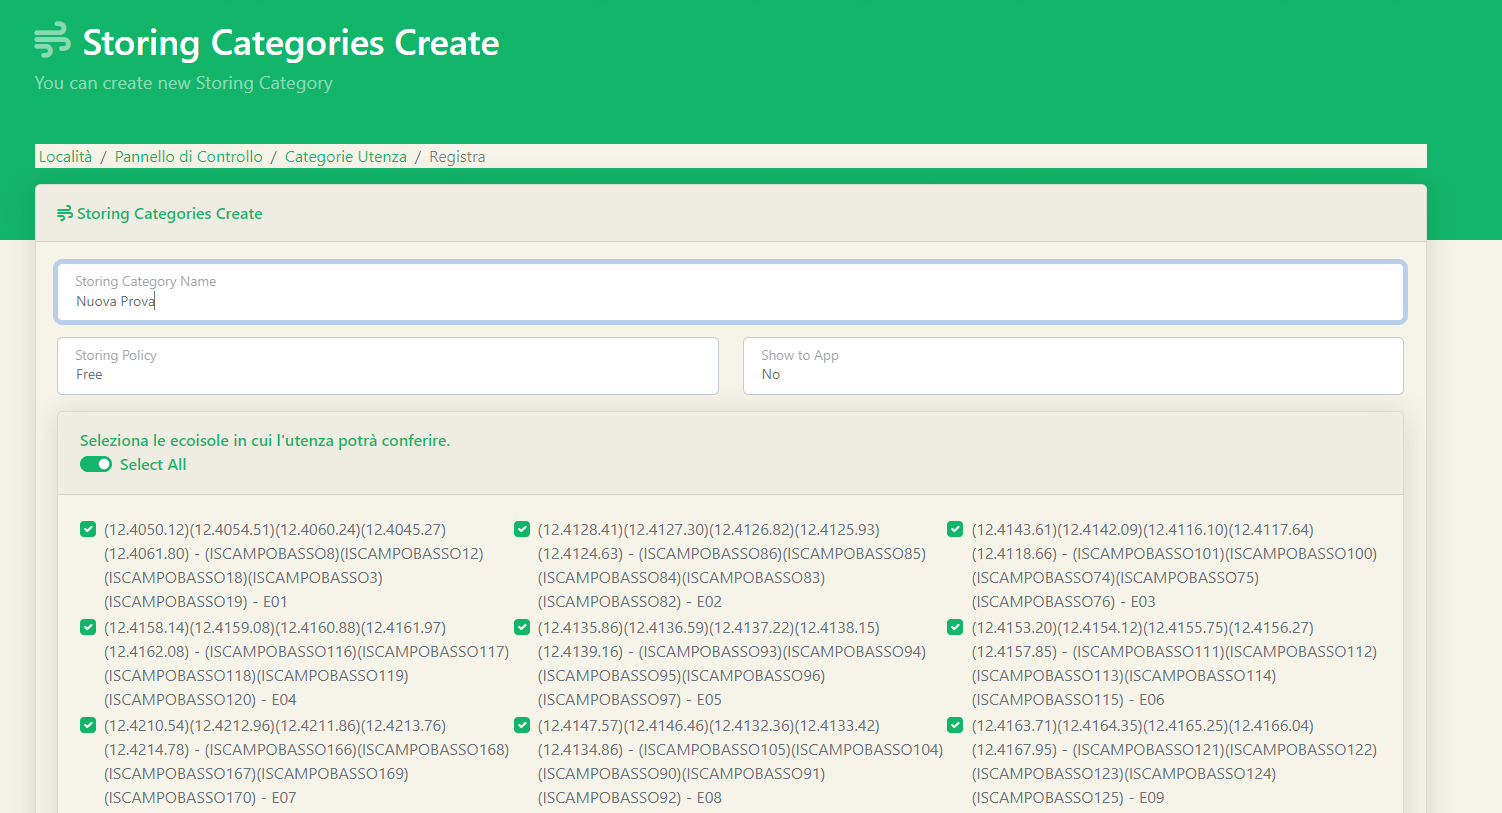 Storing Categories Create
You can create new Storing Category
Località / Pannello di Controllo / Categorie Utenza / Registra
Storing Categories Create
Storing Category Name
Nuova Prova
Storing Policy
Free
Show to App
No
Seleziona le ecoisole in cui l'utenza potrà conferire.
Select All
(12.4050.12)(12.4054.51)(12.4060.24)(12.4045.27)
(12.4061.80) - (ISCAMPOBASSO8)(ISCAMPOBASSO12)
(ISCAMPOBASSO18)(ISCAMPOBASSO3)
(ISCAMPOBASSO19) - E01
(12.4128.41)(12.4127.30)(12.4126.82)(12.4125.93)
(12.4124.63) - (ISCAMPOBASSO86)(ISCAMPOBASSO85)
(ISCAMPOBASSO84)(ISCAMPOBASSO83)
(ISCAMPOBASSO82) - E02
(12.4143.61)(12.4142.09)(12.4116.10)(12.4117.64)
(12.4118.66) - (ISCAMPOBASSO101)(ISCAMPOBASSO100)
(ISCAMPOBASSO74)(ISCAMPOBASSO75)
(ISCAMPOBASSO76) - E03
(12.4158.14)(12.4159.08)(12.4160.88)(12.4161.97)
(12.4162.08) - (ISCAMPOBASSO116)(ISCAMPOBASSO117)
(ISCAMPOBASSO118)(ISCAMPOBASSO119)
(ISCAMPOBASSO120) - E04
(12.4135.86)(12.4136.59)(12.4137.22)(12.4138.15)
(12.4139.16) - (ISCAMPOBASSO93)(ISCAMPOBASSO94)
(ISCAMPOBASSO95)(ISCAMPOBASSO96)
(ISCAMPOBASSO97) - E05
(12.4153.20)(12.4154.12)(12.4155.75)(12.4156.27)
(12.4157.85) - (ISCAMPOBASSO111)(ISCAMPOBASSO112)
(ISCAMPOBASSO113)(ISCAMPOBASSO114)
(ISCAMPOBASSO115) - E06
(12.4210.54)(12.4212.96)(12.4211.86)(12.4213.76)
(12.4214.78) - (ISCAMPOBASSO166)(ISCAMPOBASSO168)
(ISCAMPOBASSO167)(ISCAMPOBASSO169)
(ISCAMPOBASSO170) - E07
(12.4147.57)(12.4146.46)(12.4132.36)(12.4133.42)
(12.4134.86) - (ISCAMPOBASSO105)(ISCAMPOBASSO104)
(ISCAMPOBASSO90)(ISCAMPOBASSO91)
(ISCAMPOBASSO92) - E08
(12.4163.71)(12.4164.35)(12.4165.25)(12.4166.04)
(12.4167.95) - (ISCAMPOBASSO121)(ISCAMPOBASSO122)
(ISCAMPOBASSO123)(ISCAMPOBASSO124)
(ISCAMPOBASSO125) - E09